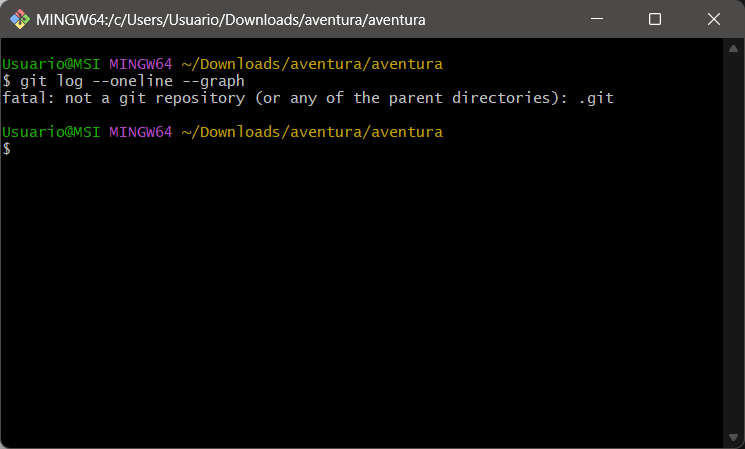 MINGW64:/c/Users/Usuario/Downloads/aventura/aventura
Usuario@MSI MINGW64 ~/Downloads/aventura/aventura
$ git log --oneline --graph
fatal: not a git repository (or any of the parent directories): .git
Usuario@MSI MINGW64 ~/Downloads/aventura/aventura
$